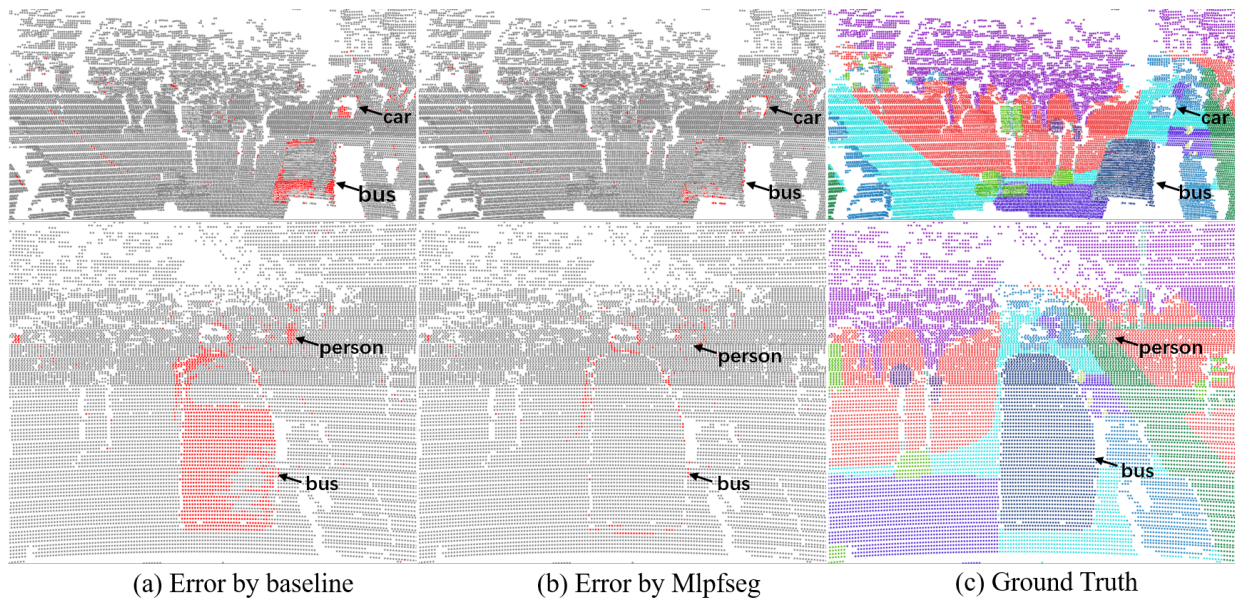 car
bus
car
bus
car
bus
person
bus
person
bus
person
bus
(a) Error by baseline
(b) Error by Mlpfseg
(c) Ground Truth